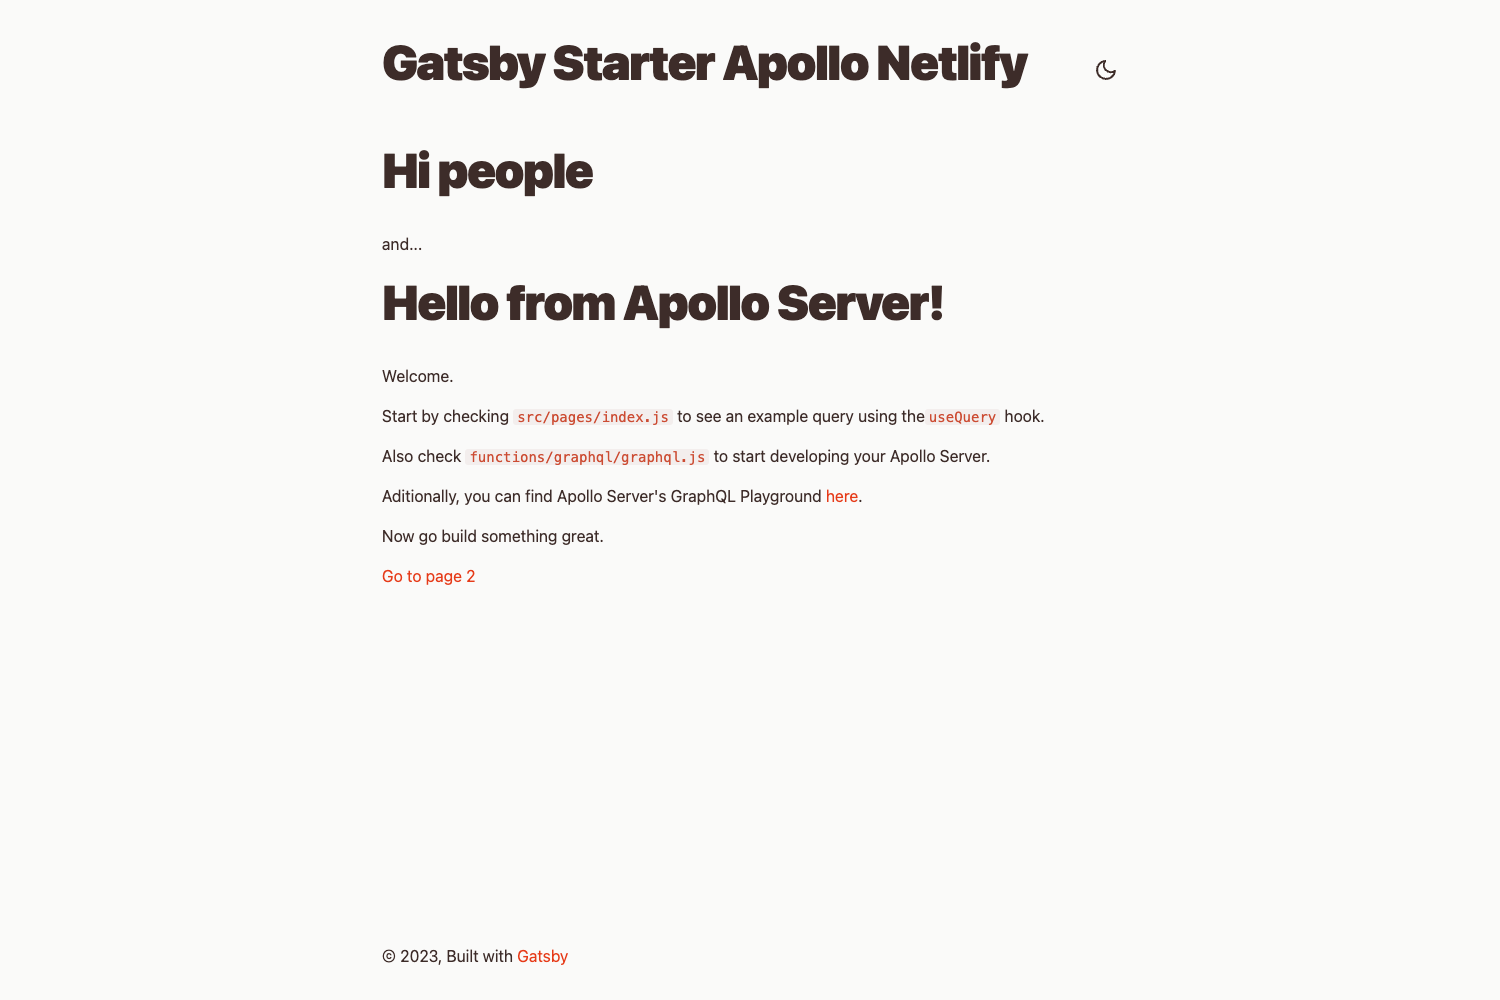 Gatsby Starter Apollo Netlify
Hi people
and...
Hello from Apollo Server!
Welcome.
Start by checking src/pages/index.js to see an example query using the useQuery hook.
Also check functions/graphql/graphql.js to start developing your Apollo Server.
Aditionally, you can find Apollo Server's GraphQL Playground here.
Now go build something great.
Go to page 2
© 2023, Built with Gatsby